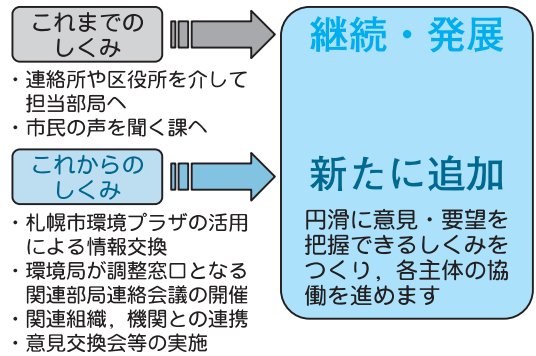 これまでの
しくみ
・連絡所や区役所を介して
担当部局へ
・市民の声を聞く課へ
これからの
しくみ
・札幌市環境プラザの活用
による情報交換
・環境局が調整窓口となる
関連部局連絡会議の開催
・関連組織，機関との連携
・意見交換会等の実施
継続・発展
新たに追加
円滑に意見・要望を
把握できるしくみを
つくり，各主体の協
働を進めます